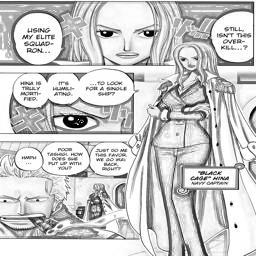 USING
MY ELITE
SQUAD-
RON...
STILL,
ISN'T THIS
OVER-
KILL...?
HINA IS
TRULY
MORTI-
FIED.
IT'S
HUMILI-
ATING.
...TO LOOK
FOR A
SINGLE
SHIP?
HMPH
...
POOR
TASHIGI. HOW
DOES SHE
PUT UP WITH
YOU?
JUST DO ME
THIS FAVOR.
WE GO WAY
BACK,
RIGHT?
"BLACK
CAGE" HINA
NAVY CAPTAIN